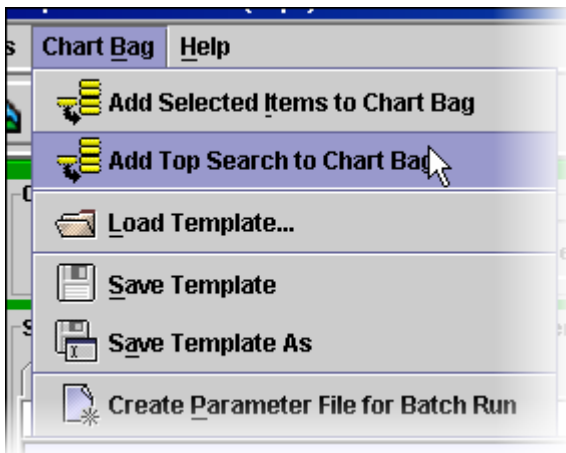 Chart Bag Help
Add Selected Items to Chart Bag
Add Top Search to Chart Bag
Load Template...
Save Template
Save Template As
Create Parameter File for Batch Run